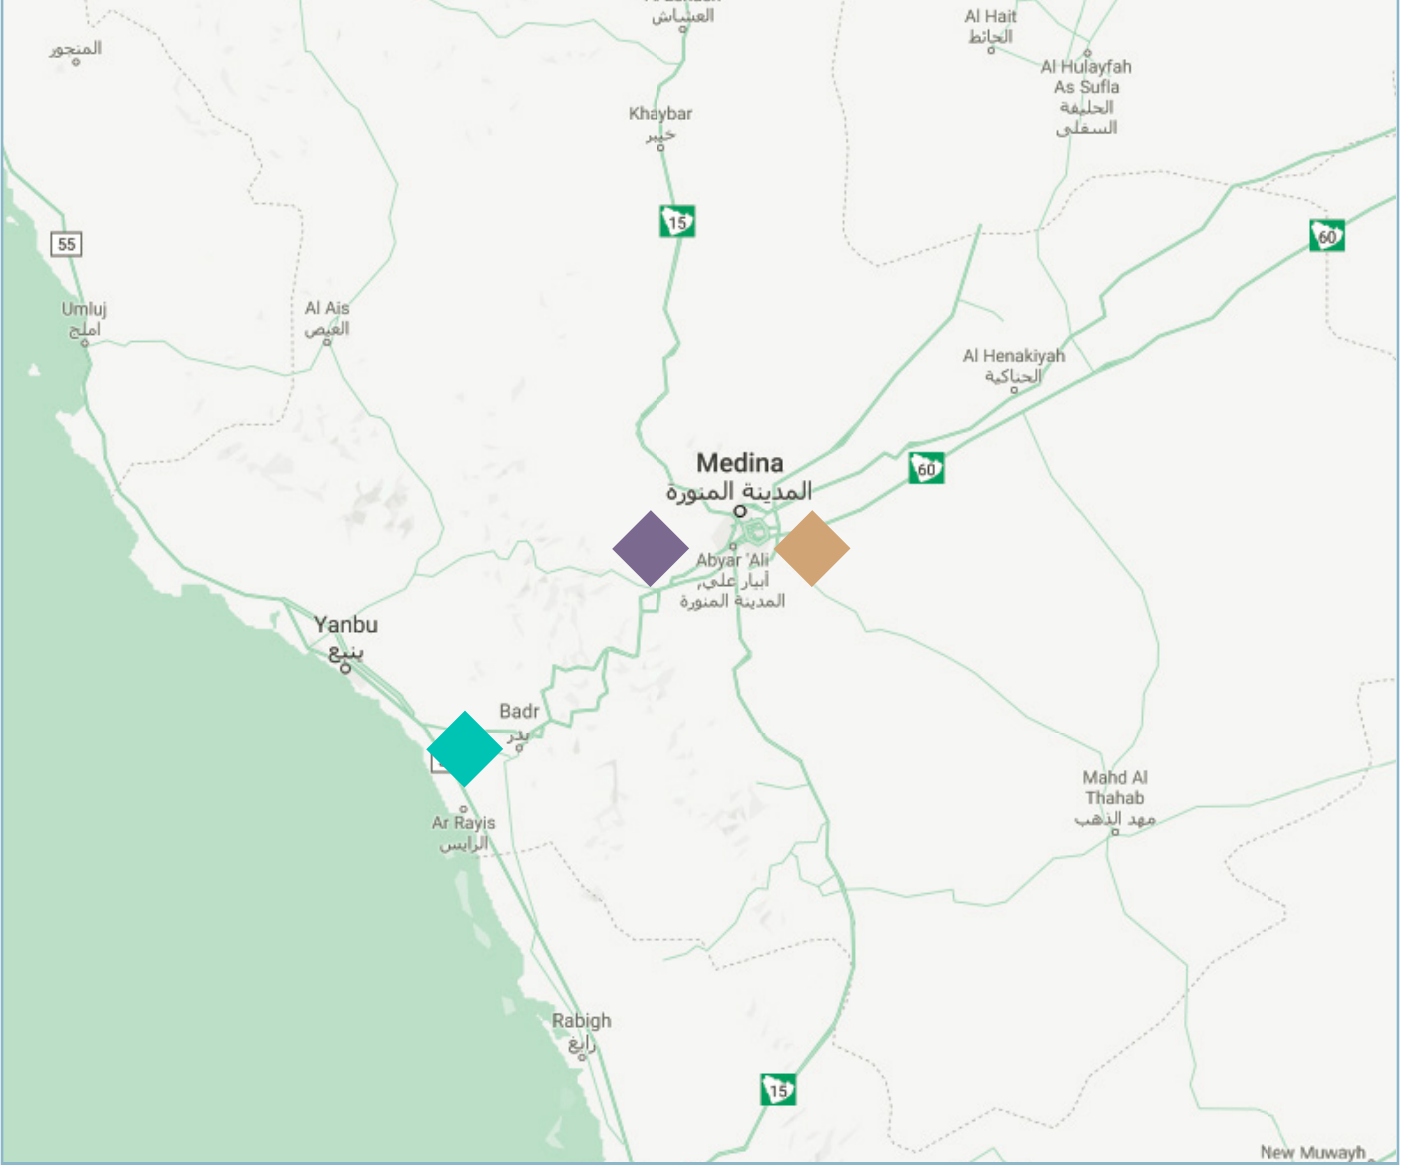 العشاش
Al Hait
الحائط
المنجور
Al Hulayfah
As Sufla
الحليفة
السفلى
Khaybar
خيبر
15
55
60
Umluj
املج
Al Ais
العيص
Al Henakiyah
الحناكية
Medina
المدينة المنورة
60
Abyar 'Ali
أبيار علي,
المدينة المنورة
Yanbu
ينبع
Badr
بدر
Mahd Al
Thahab
مهد الذهب
Ar Rayis
الرايس
Rabigh
رابغ
15
New Muwayh